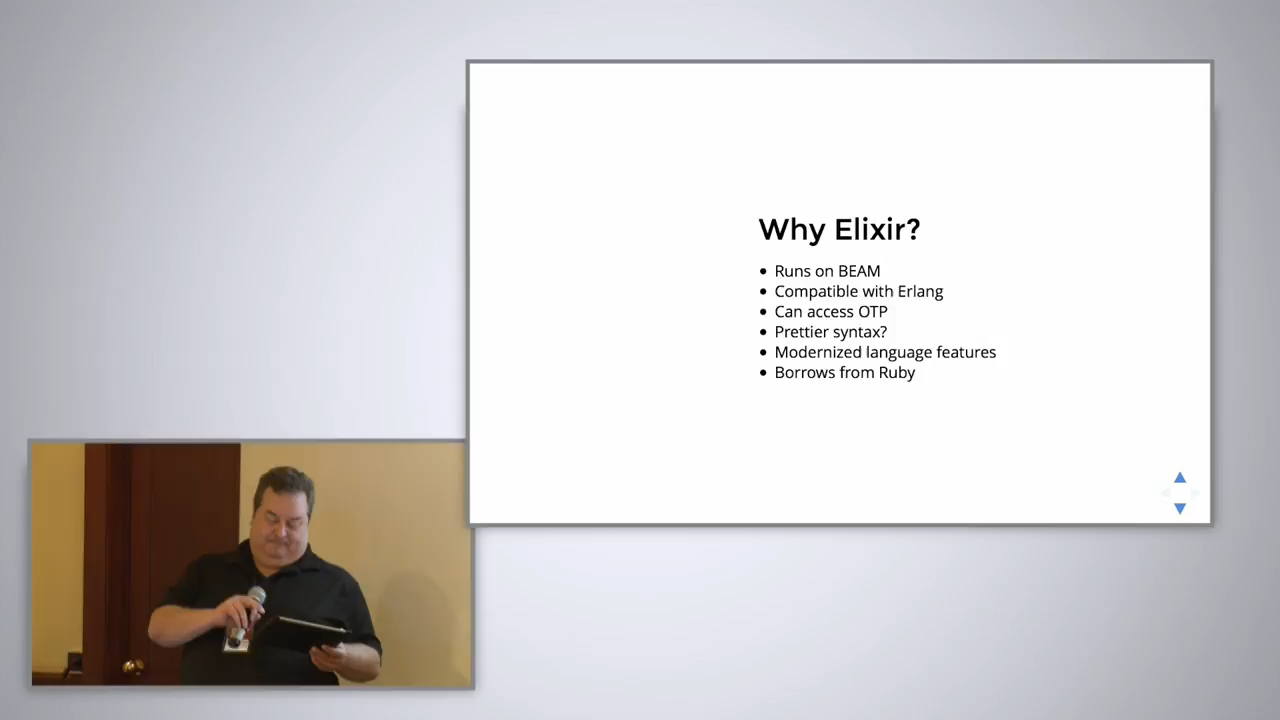 Why Elixir?
Runs on BEAM
Compatible with Erlang
Can access OTP
Prettier syntax?
Modernized language features
Borrows from Ruby